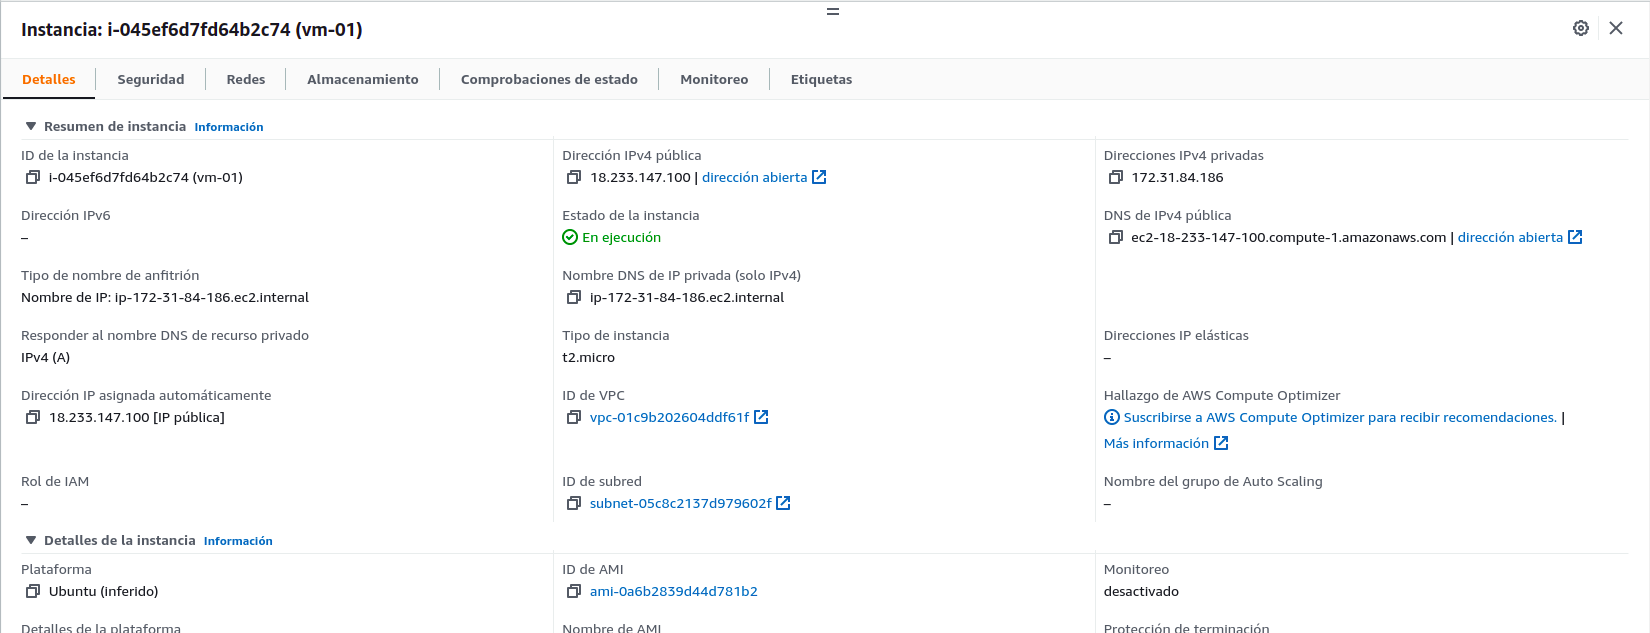 Instancia: i-045ef6d7fd64b2c74 (vm-01)
Detalles Seguridad Redes Almacenamiento Comprobaciones de estado Monitoreo Etiquetas
Resumen de instancia Información
ID de la instancia
i-045ef6d7fd64b2c74 (vm-01)
Dirección IPv4 pública
18.233.147.100 | dirección abierta
Direcciones IPv4 privadas
172.31.84.186
Dirección IPv6
–
Estado de la instancia
En ejecución
DNS de IPv4 pública
ec2-18-233-147-100.compute-1.amazonaws.com | dirección abierta
Tipo de nombre de anfitrión
Nombre de IP: ip-172-31-84-186.ec2.internal
Nombre DNS de IP privada (solo IPv4)
ip-172-31-84-186.ec2.internal
Responder al nombre DNS de recurso privado
IPv4 (A)
Tipo de instancia
t2.micro
Direcciones IP elásticas
–
Dirección IP asignada automáticamente
18.233.147.100 [IP pública]
ID de VPC
vpc-01c9b202604ddf61f
Hallazgo de AWS Compute Optimizer
Suscribirse a AWS Compute Optimizer para recibir recomendaciones. |
Más información
Rol de IAM
–
ID de subred
subnet-05c8c2137d979602f
Nombre del grupo de Auto Scaling
–
Detalles de la instancia Información
Plataforma
Ubuntu (inferido)
ID de AMI
ami-0a6b2839d44d781b2
Monitoreo
desactivado
Detalles de la plataforma
Nombre de AMI
Protección de terminación